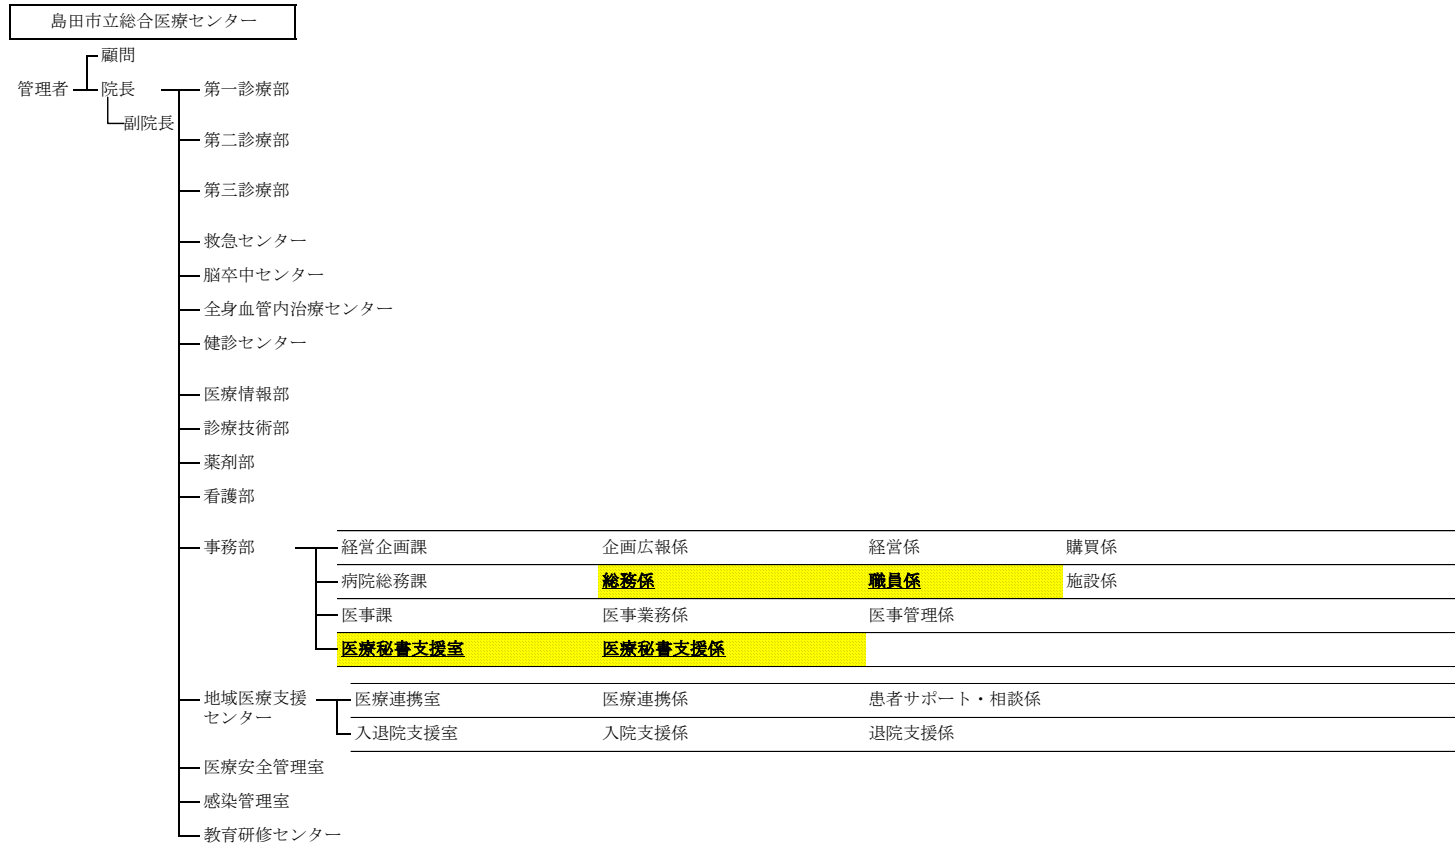 島田市立総合医療センター
顧問
管理者 院長 第一診療部
副院長
第二診療部
第三診療部
救急センター
脳卒中センター
全身血管内治療センター
健診センター
医療情報部
診療技術部
薬剤部
看護部
事務部 経営企画課 企画広報係 経営係 購買係
病院総務課 総務係 職員係 施設係
医事課 医事業務係 医事管理係
医療秘書支援室 医療秘書支援係
地域医療支援 医療連携室 医療連携係 患者サポート・相談係
センター
入退院支援室 入院支援係 退院支援係
医療安全管理室
感染管理室
教育研修センター